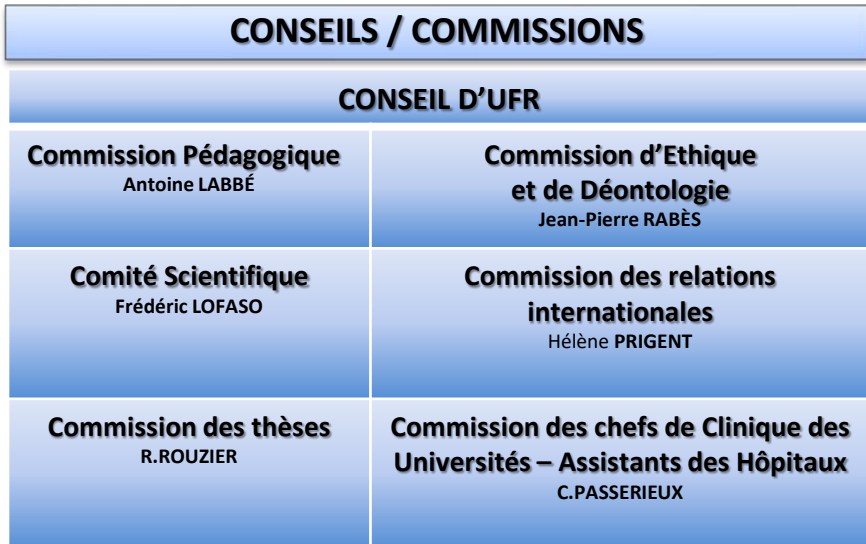 CONSEILS / COMMISSIONS
CONSEIL D’UFR
Commission Pédagogique
Antoine LABBÉ
Commission d’Ethique
et de Déontologie
Jean-Pierre RABÈS
Comité Scientifique
Frédéric LOFASO
Commission des relations
internationales
Hélène PRIGENT
Commission des thèses
R.ROUZIER
Commission des chefs de Clinique des
Universités – Assistants des Hôpitaux
C.PASSERIEUX